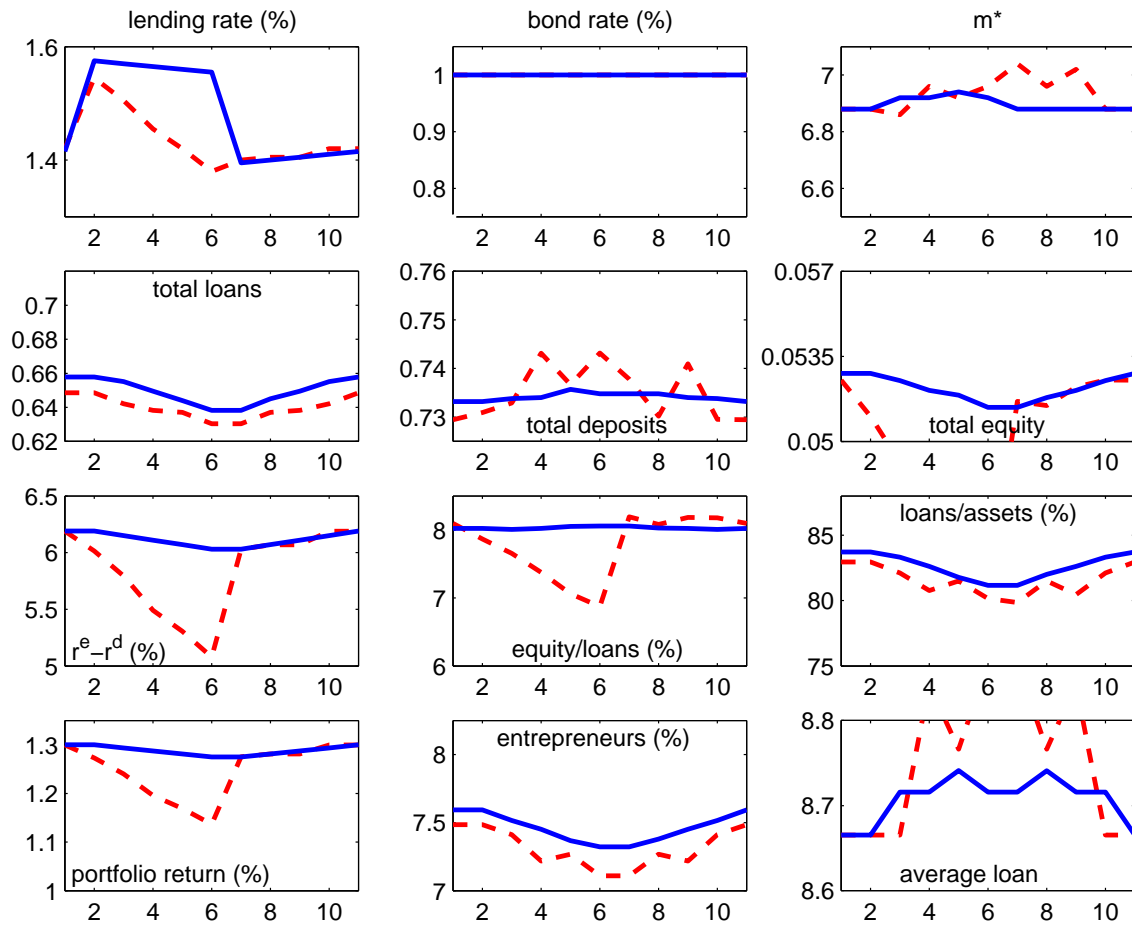 lending rate (%)
bond rate (%)
m*
1.6
1.4
2 4 6 8 10
1
0.9
0.8
2 4 6 8 10
7
6.8
6.6
2 4 6 8 10
total loans
0.7
0.68
0.66
0.64
0.62
2 4 6 8 10
0.76
0.75
0.74
0.73
total deposits
2 4 6 8 10
0.057
0.0535
0.05
total equity
2 4 6 8 10
6.5
6
5.5
5
r^e−r^d (%)
2 4 6 8 10
8
7
6
equity/loans (%)
2 4 6 8 10
loans/assets (%)
85
80
75
2 4 6 8 10
1.3
1.2
1.1
1
portfolio return (%)
2 4 6 8 10
entrepreneurs (%)
8
7.5
7
2 4 6 8 10
8.8
8.7
8.6
average loan
2 4 6 8 10